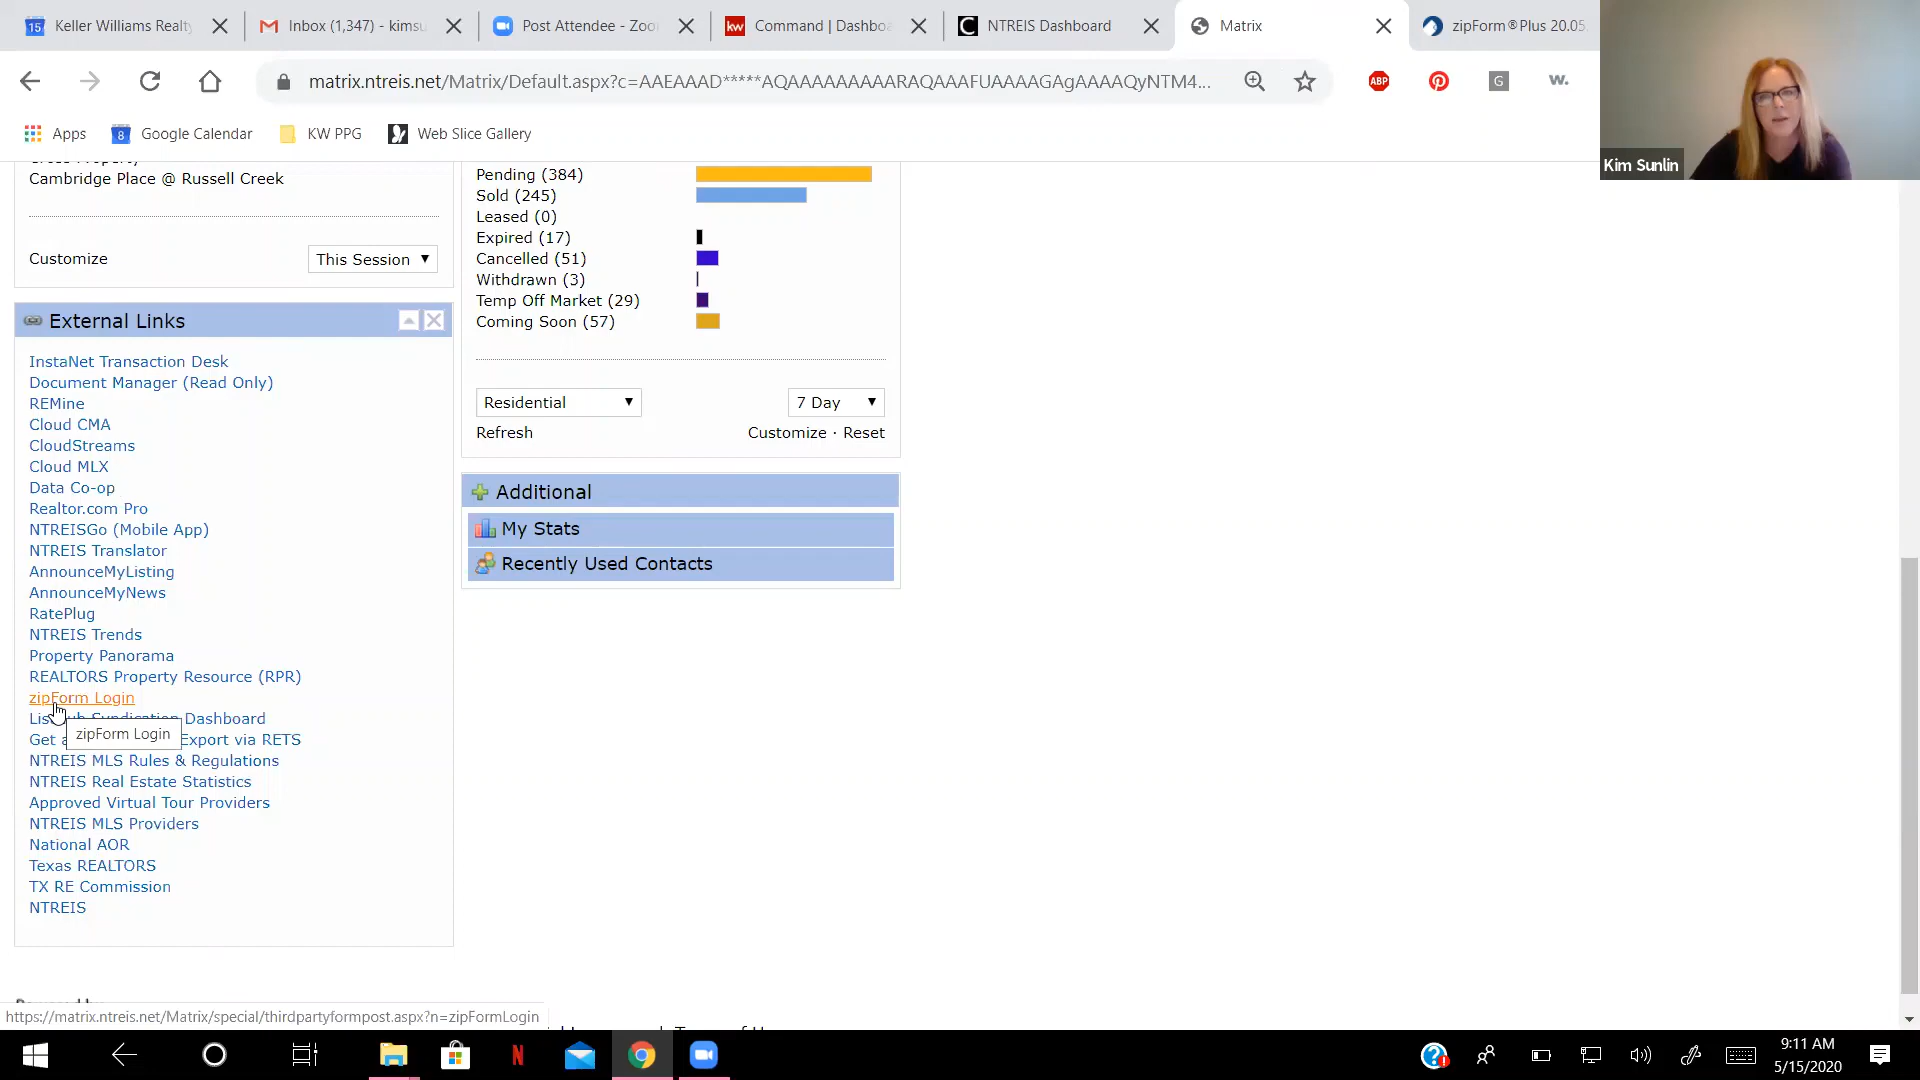 Keller Williams Realty
Inbox (1,347) - kimsu
Post Attendee - Zoo
kw
Command | Dashboa
NTREIS Dashboard
Matrix
zipForm®Plus 20.05.
matrix.ntreis.net/Matrix/Default.aspx?c=AAEAAAD*****AQAAAAAAAAARAQAAAFUAAAAGAgAAAAQyNTM4...
ABP
G
w.
Apps
Google Calendar
KW PPG
Web Slice Gallery
Kim Sunlin
Cambridge Place @ Russell Creek
Customize
This Session
External Links
InstaNet Transaction Desk
Document Manager (Read Only)
REMine
Cloud CMA
CloudStreams
Cloud MLX
Data Co-op
Realtor.com Pro
NTREISGo (Mobile App)
NTREIS Translator
AnnounceMyListing
AnnounceMyNews
RatePlug
NTREIS Trends
Property Panorama
REALTORS Property Resource (RPR)
zipForm Login
Dashboard
zipForm Login
Get Export via RETS
NTREIS MLS Rules & Regulations
NTREIS Real Estate Statistics
Approved Virtual Tour Providers
NTREIS MLS Providers
National AOR
Texas REALTORS
TX RE Commission
NTREIS
Pending (384)
Sold (245)
Leased (0)
Expired (17)
Cancelled (51)
Withdrawn (3)
Temp Off Market (29)
Coming Soon (57)
Residential
7 Day
Refresh
Customize · Reset
Additional
My Stats
Recently Used Contacts
https://matrix.ntreis.net/Matrix/special/thirdpartyformpost.aspx?n=zipFormLogin
9:11 AM
5/15/2020